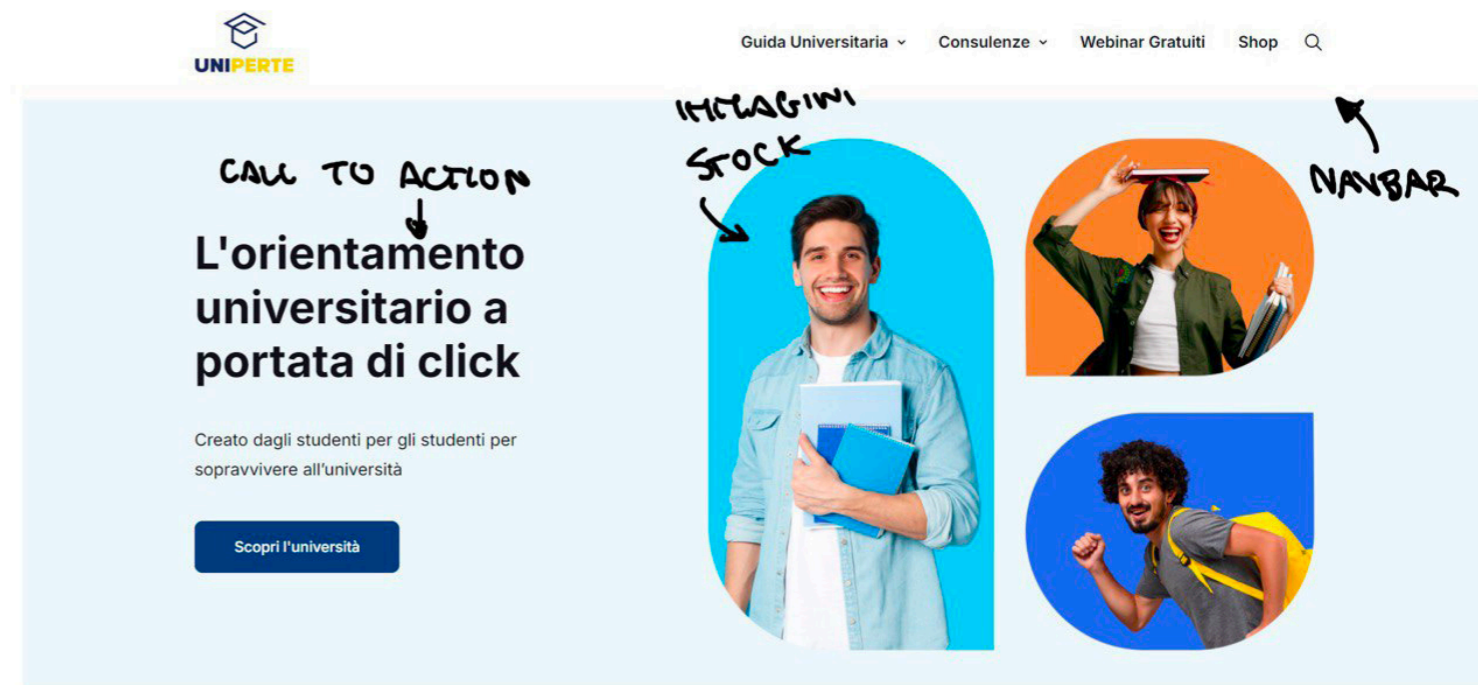 UNIPERTE
Guida Universitaria
Consulenze
Webinar Gratuiti
Shop
IMMAGINI
STOCK
NAVBAR
CALL TO ACTION
L'orientamento
universitario a
portata di click
Creato dagli studenti per gli studenti per
sopravvivere all'università
Scopri l'università